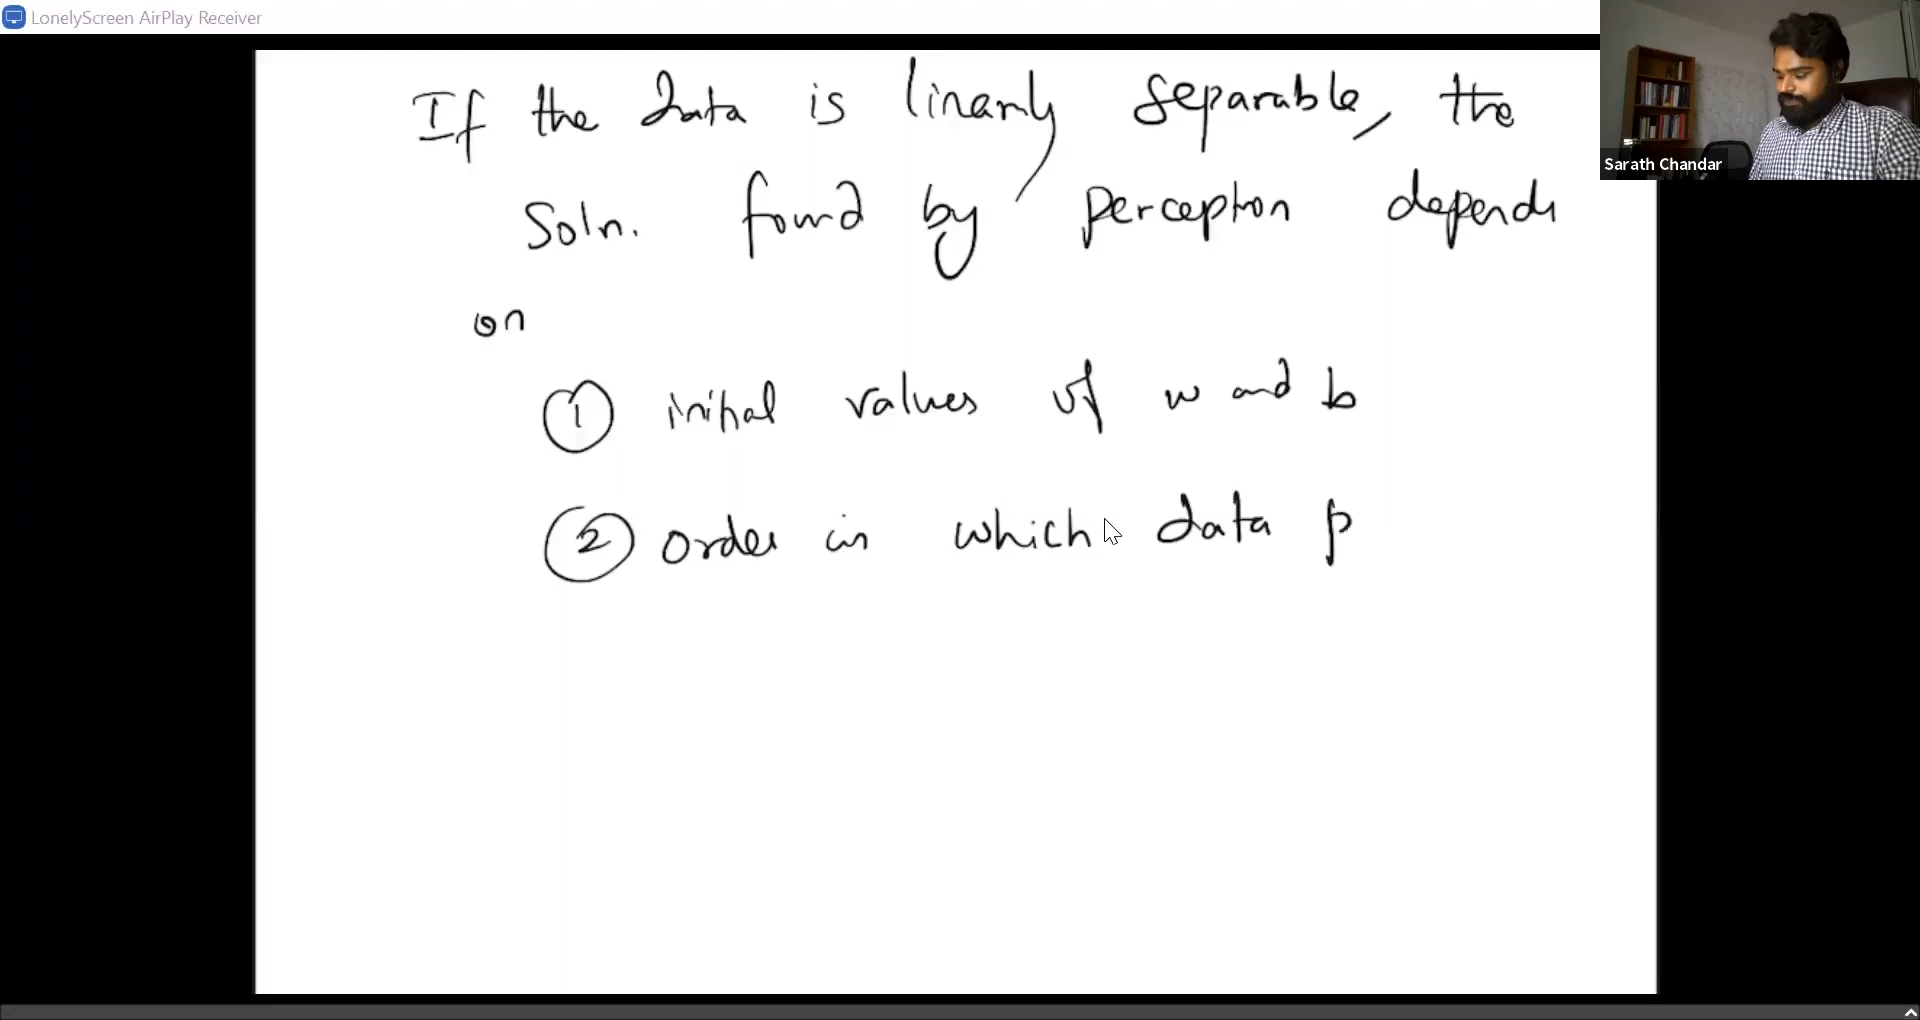 LonelyScreen AirPlay Receiver
Sarath Chandar
If the data is linearly separable, the
Soln. found by perceptron depends
on
① initial values of w and b
② order in which data p